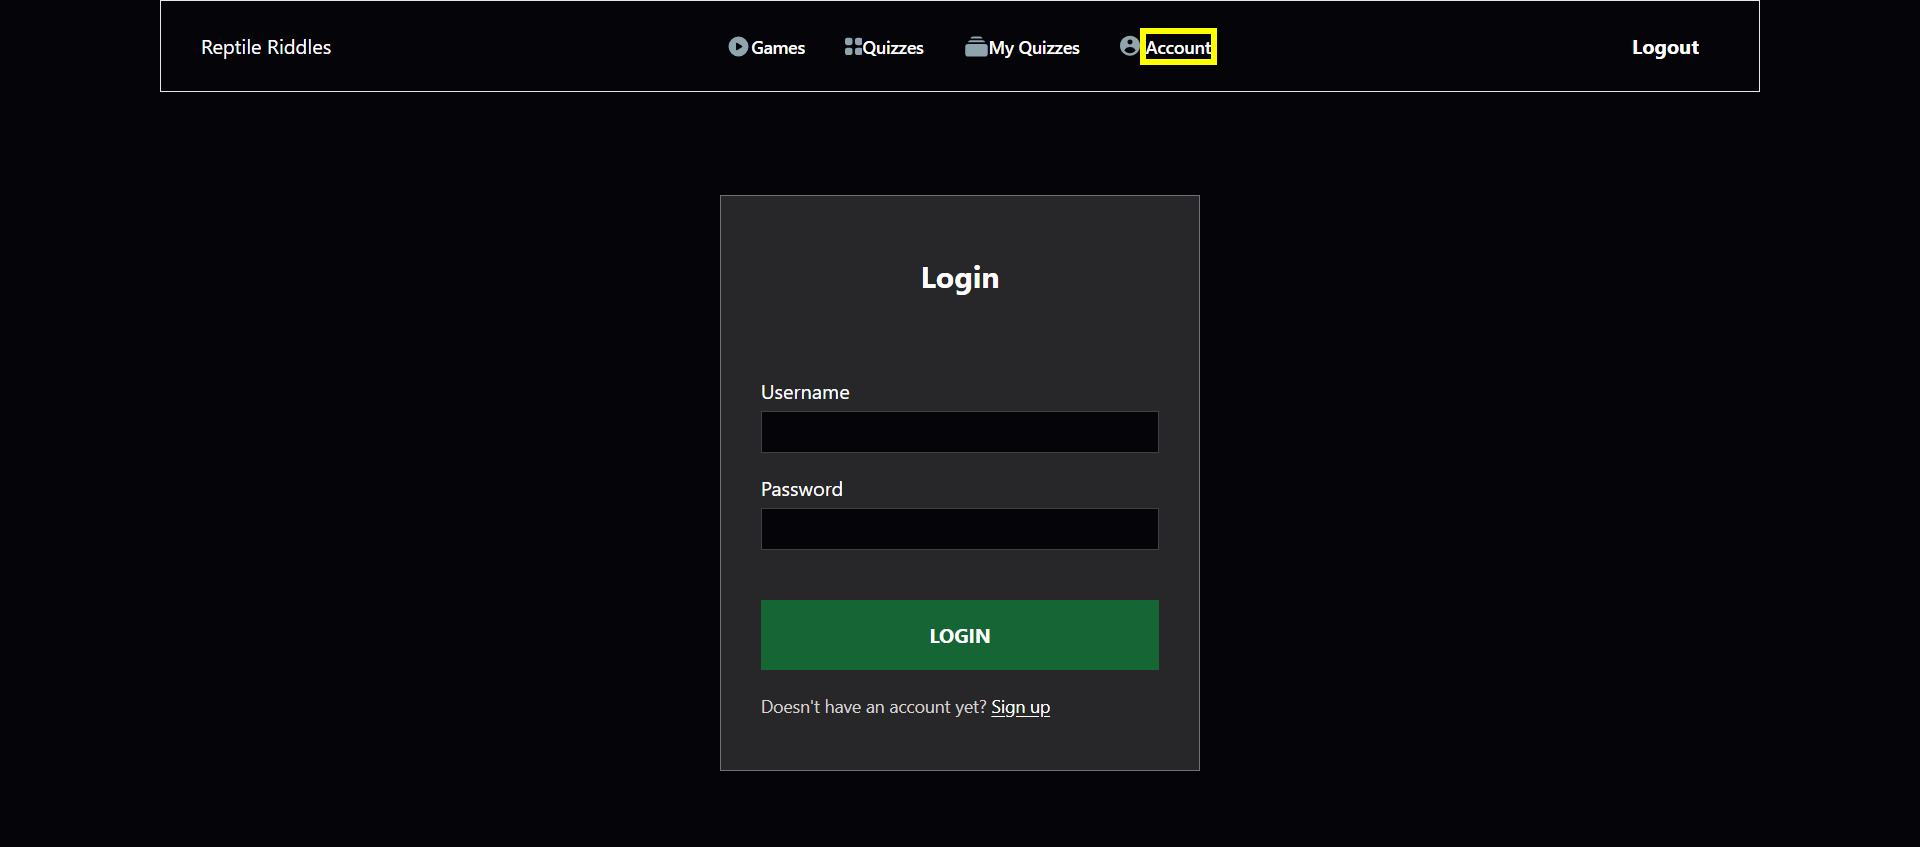 Reptile Riddles Games Quizzes My Quizzes Account Logout
Login
Username
Password
LOGIN
Doesn't have an account yet? Sign up